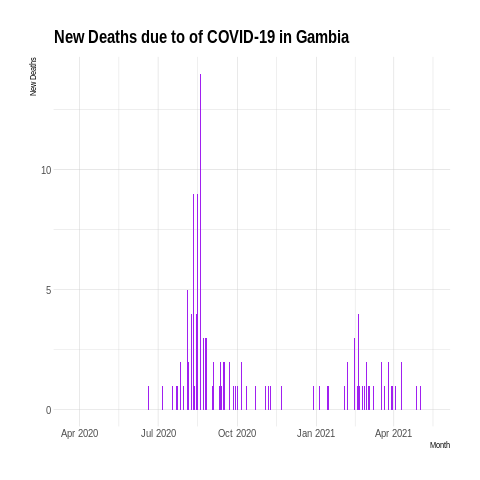 New Deaths due to of COVID-19 in Gambia
New Deaths
10
5
0
Apr 2020 Jul 2020 Oct 2020 Jan 2021 Apr 2021
Month